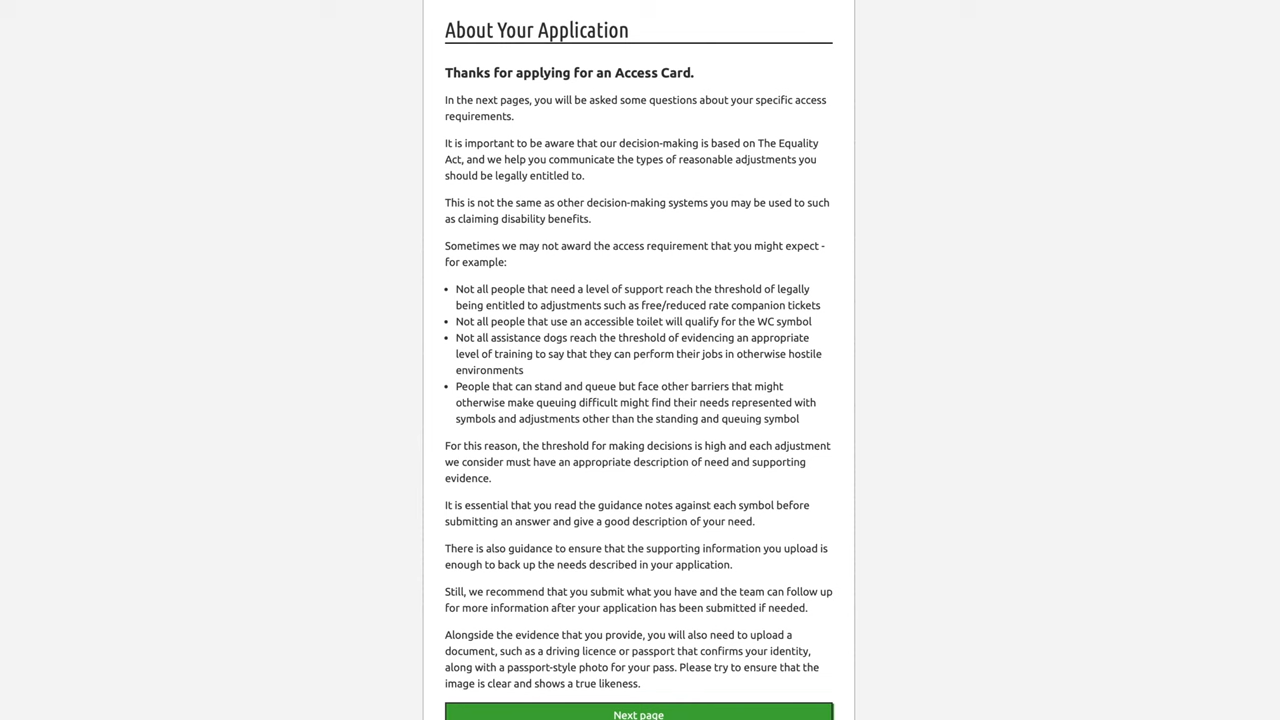 About Your Application
Thanks for applying for an Access Card.
In the next pages, you will be asked some questions about your specific access
requirements.
It is important to be aware that our decision-making is based on The Equality
Act, and we help you communicate the types of reasonable adjustments you
should be legally entitled to.
This is not the same as other decision-making systems you may be used to such
as claiming disability benefits.
Sometimes we may not award the access requirement that you might expect -
for example:
• Not all people that need a level of support reach the threshold of legally
being entitled to adjustments such as free/reduced rate companion tickets
• Not all people that use an accessible toilet will qualify for the WC symbol
• Not all assistance dogs reach the threshold of evidencing an appropriate
level of training to say that they can perform their jobs in otherwise hostile
environments
• People that can stand and queue but face other barriers that might
otherwise make queuing difficult might find their needs represented with
symbols and adjustments other than the standing and queuing symbol
For this reason, the threshold for making decisions is high and each adjustment
we consider must have an appropriate description of need and supporting
evidence.
It is essential that you read the guidance notes against each symbol before
submitting an answer and give a good description of your need.
There is also guidance to ensure that the supporting information you upload is
enough to back up the needs described in your application.
Still, we recommend that you submit what you have and the team can follow up
for more information after your application has been submitted if needed.
Alongside the evidence that you provide, you will also need to upload a
document, such as a driving licence or passport that confirms your identity,
along with a passport-style photo for your pass. Please try to ensure that the
image is clear and shows a true likeness.
Next page